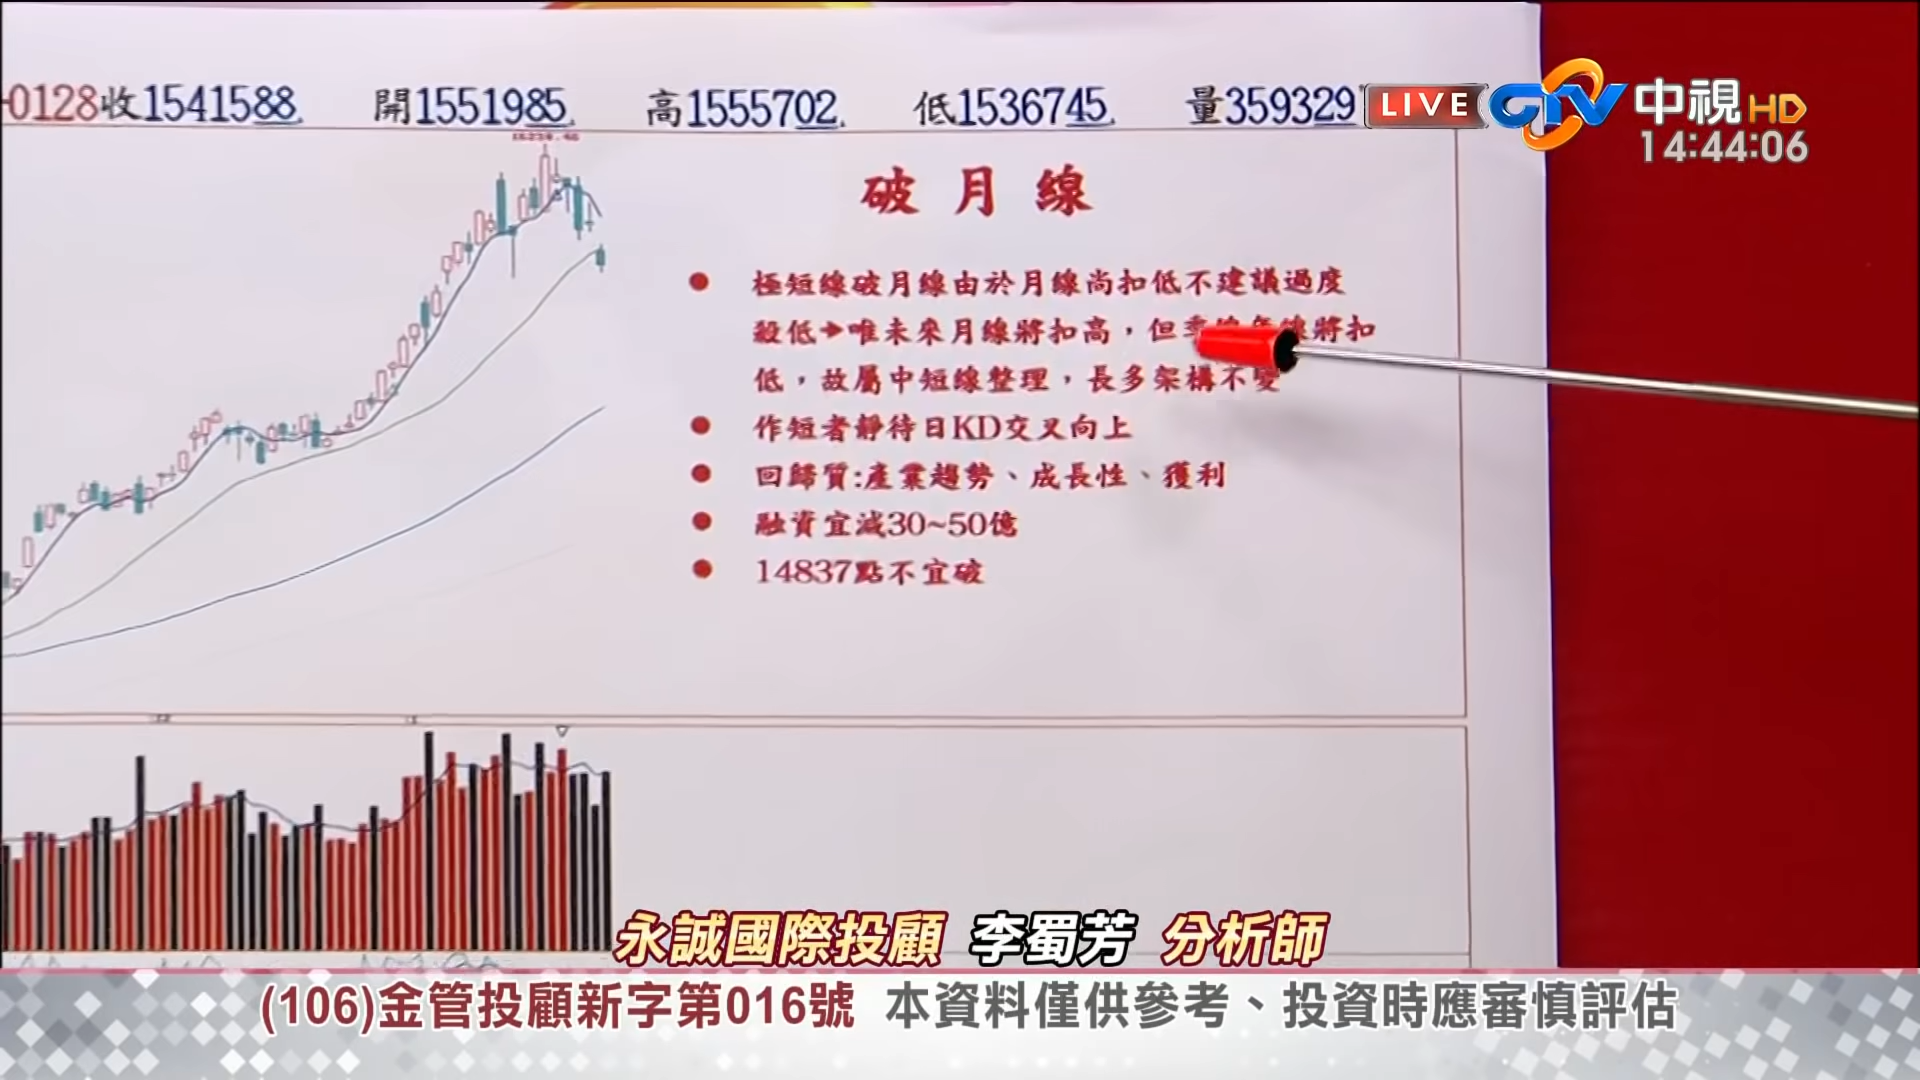 0128收1541588. 開1551985. 高1555702. 低1536745. 量359329
LIVE CTV 中視HD
14:44:06
破月線
● 極短線破月線由於月線尚扣低不建議過度
殺低➔唯未來月線將扣高，但 線將扣
低，故屬中短線整理，長多架構不變
● 作短者靜待日KD交叉向上
● 回歸質:產業趨勢、成長性、獲利
● 融資宜減30~50億
● 14837點不宜破
永誠國際投顧 李蜀芳 分析師
(106)金管投顧新字第016號 本資料僅供參考、投資時應審慎評估